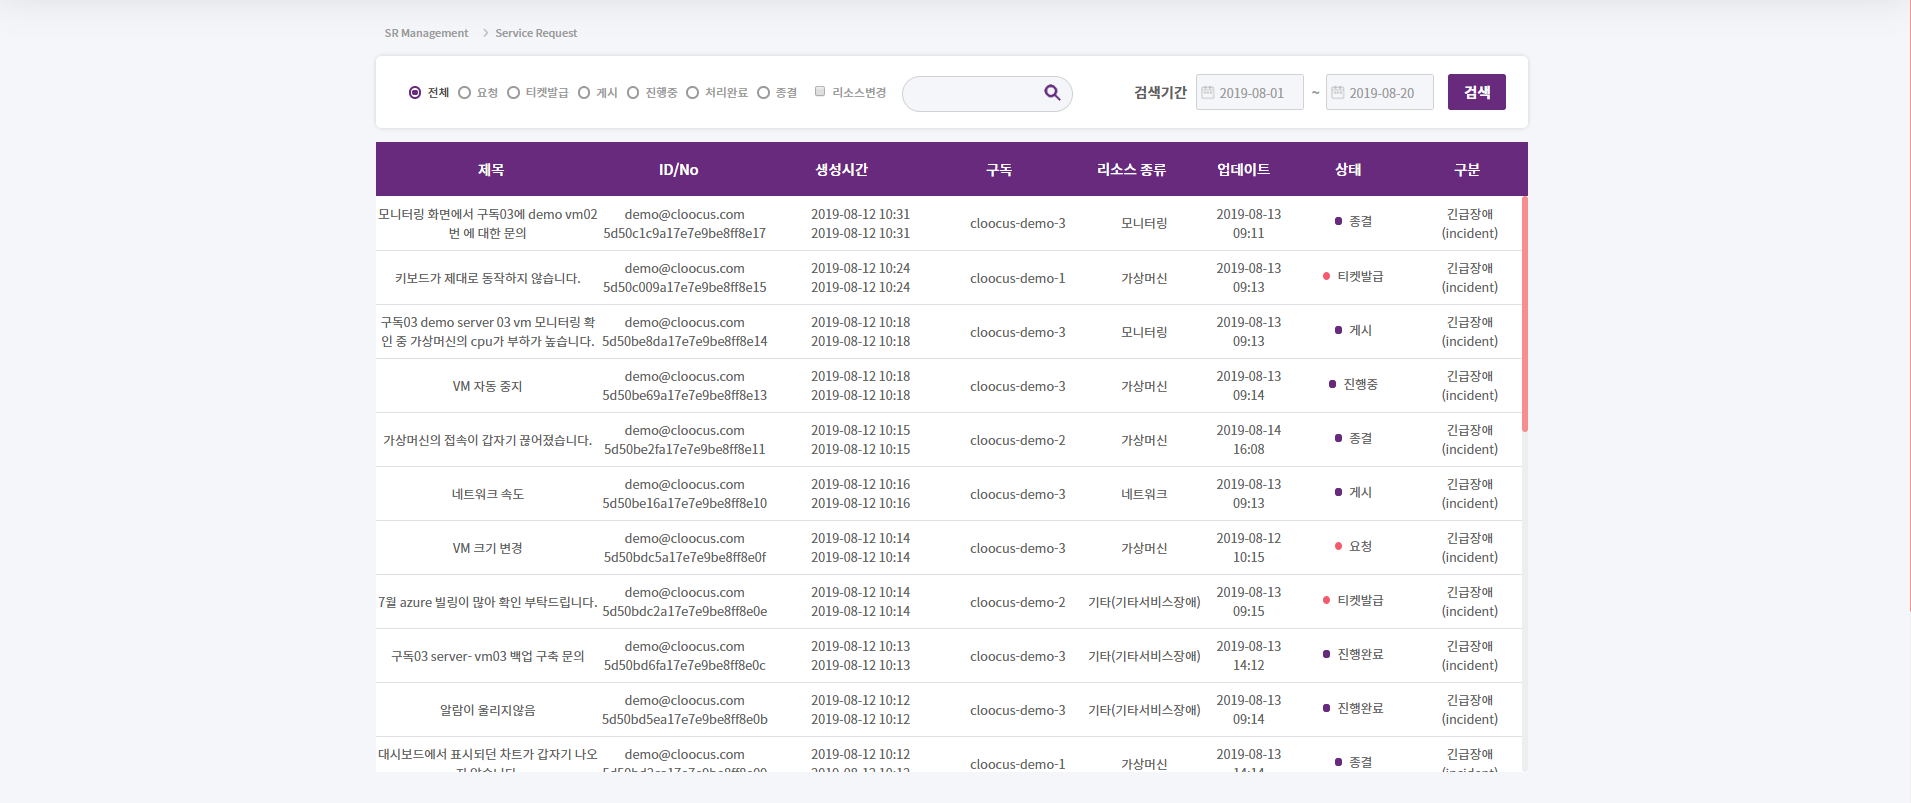 SR Management > Service Request
전체 요청 티켓발급 게시 진행중 처리완료 종결 리소스변경 검색기간 2019-08-01 ~ 2019-08-20 검색
제목 ID/No 생성시간 구독 리소스 종류 업데이트 상태 구분
모니터링 화면에서 구독03에 demo vm02 demo@cloocus.com 2019-08-12 10:31 cloocus-demo-3 모니터링 2019-08-13 종결 긴급장애
번 에 대한 문의 5d50c1c9a17e7e9be8ff8e17 2019-08-12 10:31 09:11 (incident)
키보드가 제대로 동작하지 않습니다. demo@cloocus.com 2019-08-12 10:24 cloocus-demo-1 가상머신 2019-08-13 티켓발급 긴급장애
5d50c009a17e7e9be8ff8e15 2019-08-12 10:24 09:13 (incident)
구독03 demo server 03 vm 모니터링 확 demo@cloocus.com 2019-08-12 10:18 cloocus-demo-3 모니터링 2019-08-13 게시 긴급장애
인 중 가상머신의 cpu가 부하가 높습니다. 5d50be8da17e7e9be8ff8e14 2019-08-12 10:18 09:13 (incident)
VM 자동 중지 demo@cloocus.com 2019-08-12 10:18 cloocus-demo-3 가상머신 2019-08-13 진행중 긴급장애
5d50be69a17e7e9be8ff8e13 2019-08-12 10:18 09:14 (incident)
가상머신의 접속이 갑자기 끊어졌습니다. demo@cloocus.com 2019-08-12 10:15 cloocus-demo-2 가상머신 2019-08-14 종결 긴급장애
5d50be2fa17e7e9be8ff8e11 2019-08-12 10:15 16:08 (incident)
네트워크 속도 demo@cloocus.com 2019-08-12 10:16 cloocus-demo-3 네트워크 2019-08-13 게시 긴급장애
5d50be16a17e7e9be8ff8e10 2019-08-12 10:16 09:13 (incident)
VM 크기 변경 demo@cloocus.com 2019-08-12 10:14 cloocus-demo-3 가상머신 2019-08-12 요청 긴급장애
5d50bdc5a17e7e9be8ff8e0f 2019-08-12 10:14 10:15 (incident)
7월 azure 빌링이 많아 확인 부탁드립니다. demo@cloocus.com 2019-08-12 10:14 cloocus-demo-2 기타(기타서비스장애) 2019-08-13 티켓발급 긴급장애
5d50bdc2a17e7e9be8ff8e0e 2019-08-12 10:14 09:15 (incident)
구독03 server- vm03 백업 구축 문의 demo@cloocus.com 2019-08-12 10:13 cloocus-demo-3 기타(기타서비스장애) 2019-08-13 진행완료 긴급장애
5d50bd6fa17e7e9be8ff8e0c 2019-08-12 10:13 14:12 (incident)
알람이 울리지않음 demo@cloocus.com 2019-08-12 10:12 cloocus-demo-3 기타(기타서비스장애) 2019-08-13 진행완료 긴급장애
5d50bd5ea17e7e9be8ff8e0b 2019-08-12 10:12 09:14 (incident)
대시보드에서 표시되던 차트가 갑자기 나오 demo@cloocus.com 2019-08-12 10:12 cloocus-demo-1 가상머신 2019-08-13 종결 긴급장애